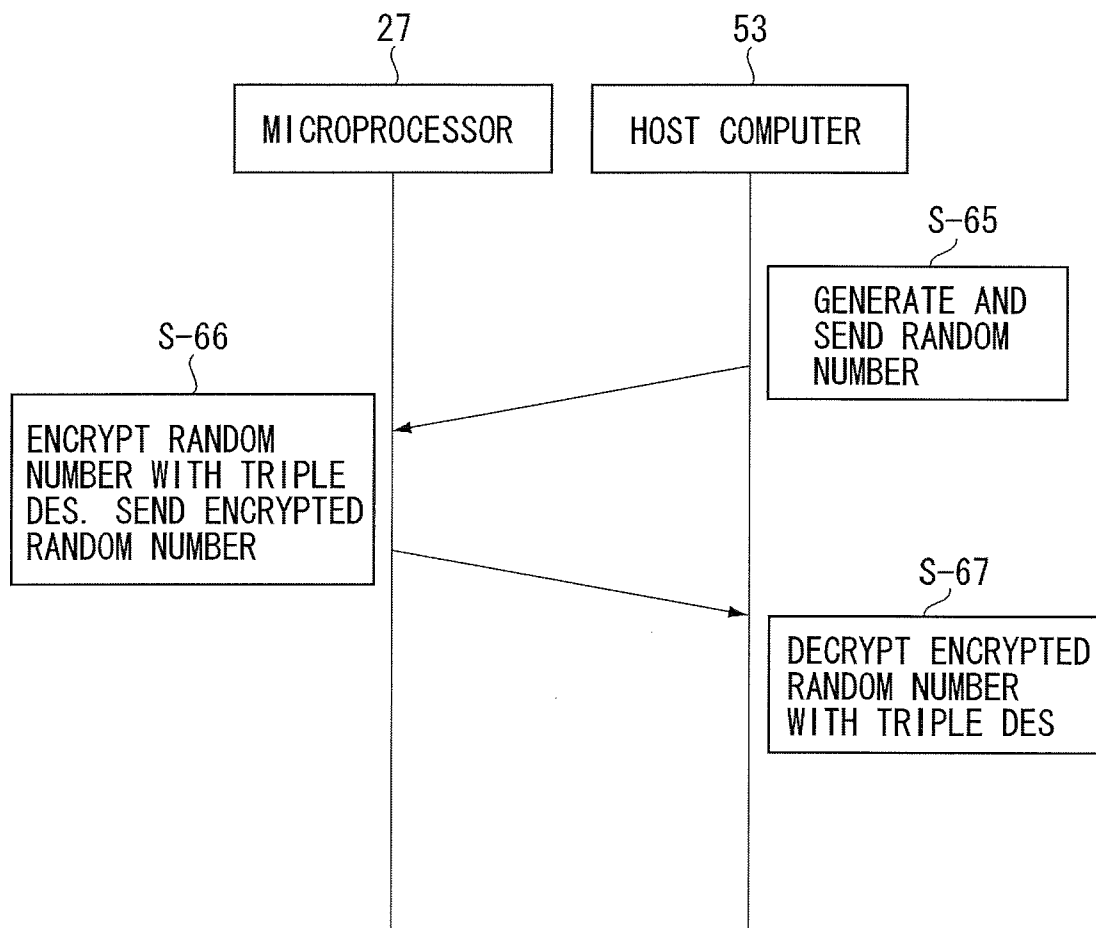 27
53
MICROPROCESSOR
HOST COMPUTER
S-65
GENERATE AND
SEND RANDOM
NUMBER
S-66
ENCRYPT RANDOM
NUMBER WITH TRIPLE
DES. SEND ENCRYPTED
RANDOM NUMBER
S-67
DECRYPT ENCRYPTED
RANDOM NUMBER
WITH TRIPLE DES